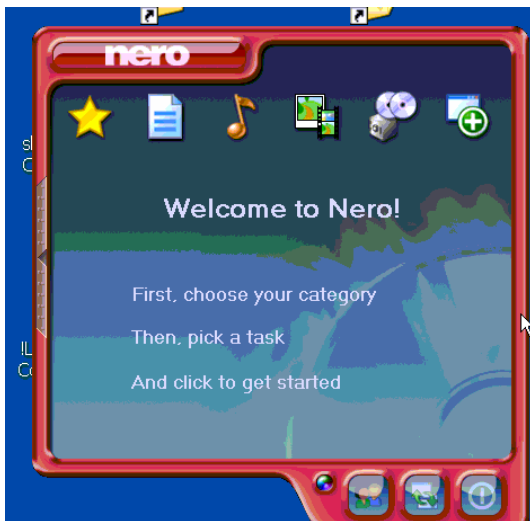 nero
Welcome to Nero!
First, choose your category
Then, pick a task
And click to get started